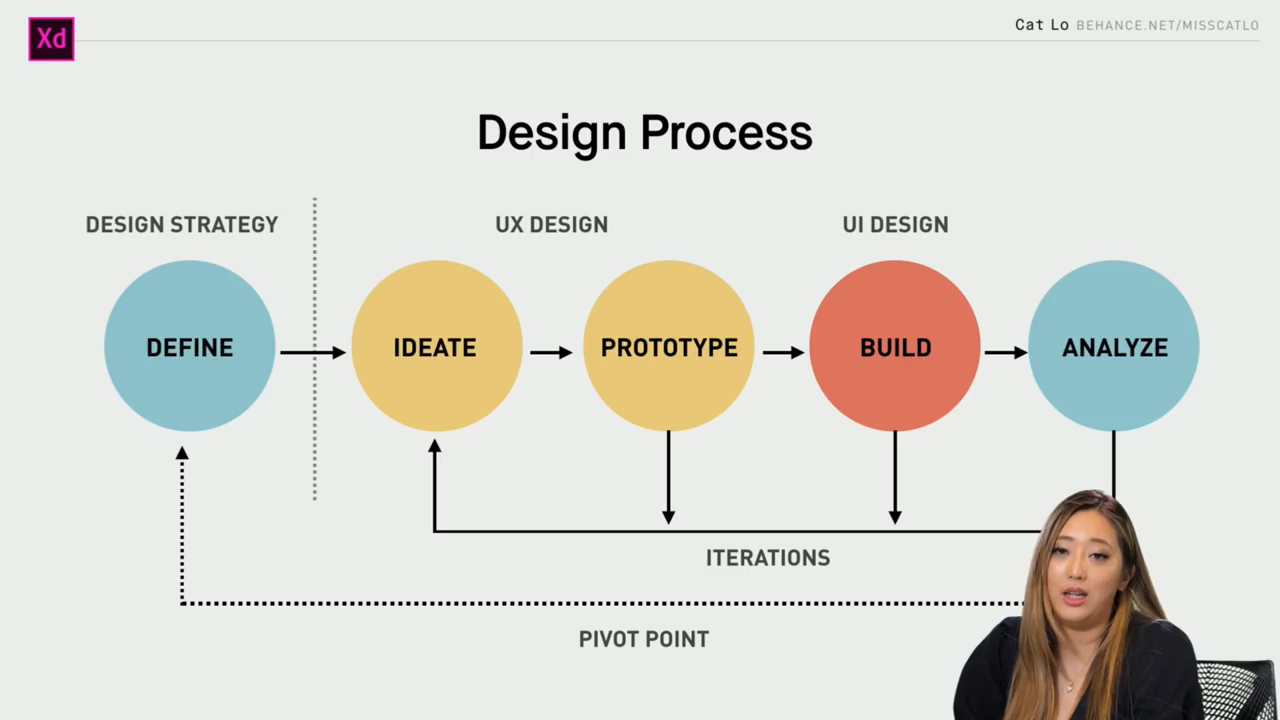 Xd
Cat Lo BEHANCE.NET/MISSCATLO
Design Process
DESIGN STRATEGY
UX DESIGN
UI DESIGN
DEFINE
IDEATE
PROTOTYPE
BUILD
ANALYZE
ITERATIONS
PIVOT POINT